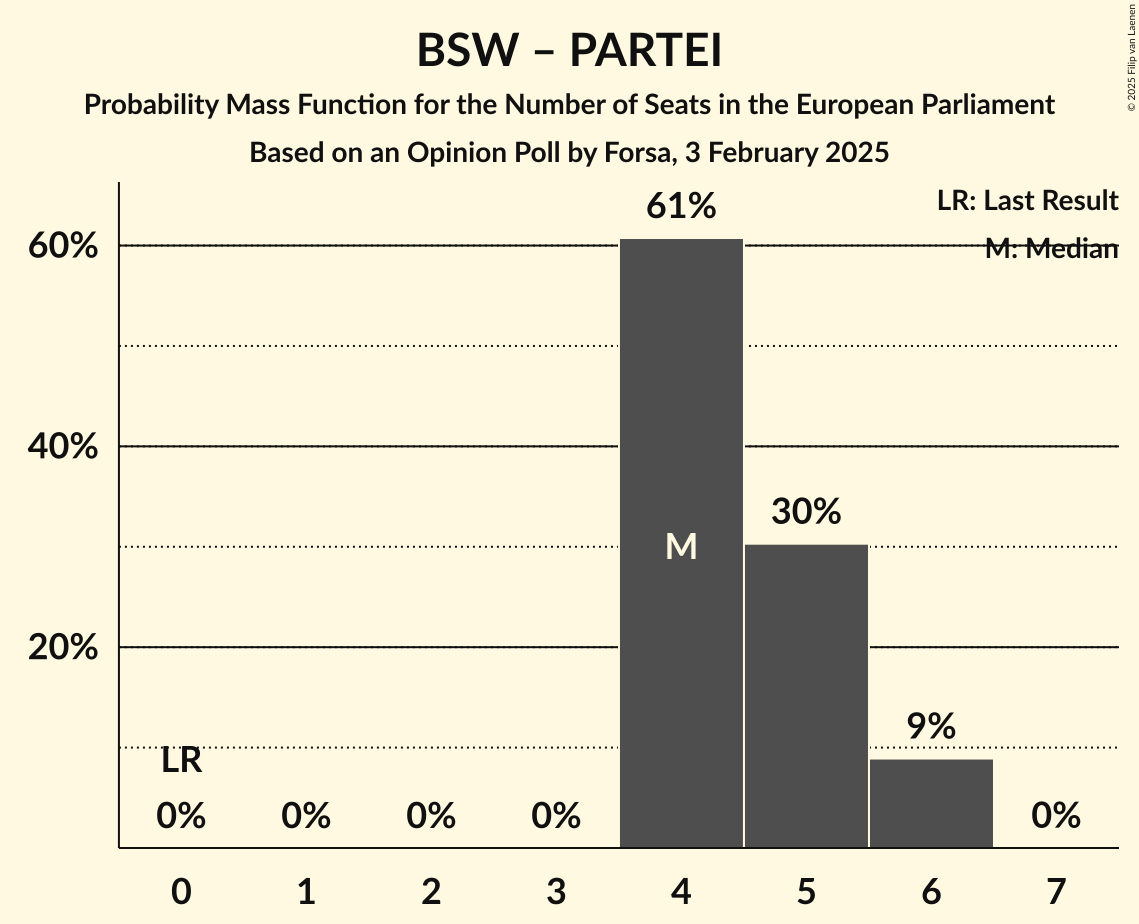 BSW – PARTEI
Probability Mass Function for the Number of Seats in the European Parliament
Based on an Opinion Poll by Forsa, 3 February 2025
© 2025 Filip van Laenen
LR: Last Result
M: Median
61%
60%
40%
30%
M
20%
9%
LR
0% 0% 0% 0% 0%
0 1 2 3 4 5 6 7